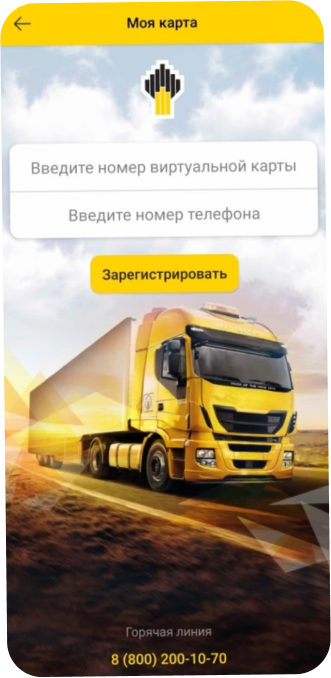 Моя карта
Введите номер виртуальной карты
Введите номер телефона
Зарегистрировать
Горячая линия
8 (800) 200-10-70